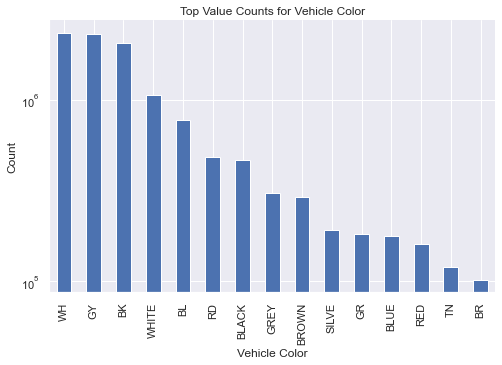 Top Value Counts for Vehicle Color
Count
10^6
10^5
WH GY BK WHITE BL RD BLACK GREY BROWN SILVE GR BLUE RED TN BR
Vehicle Color